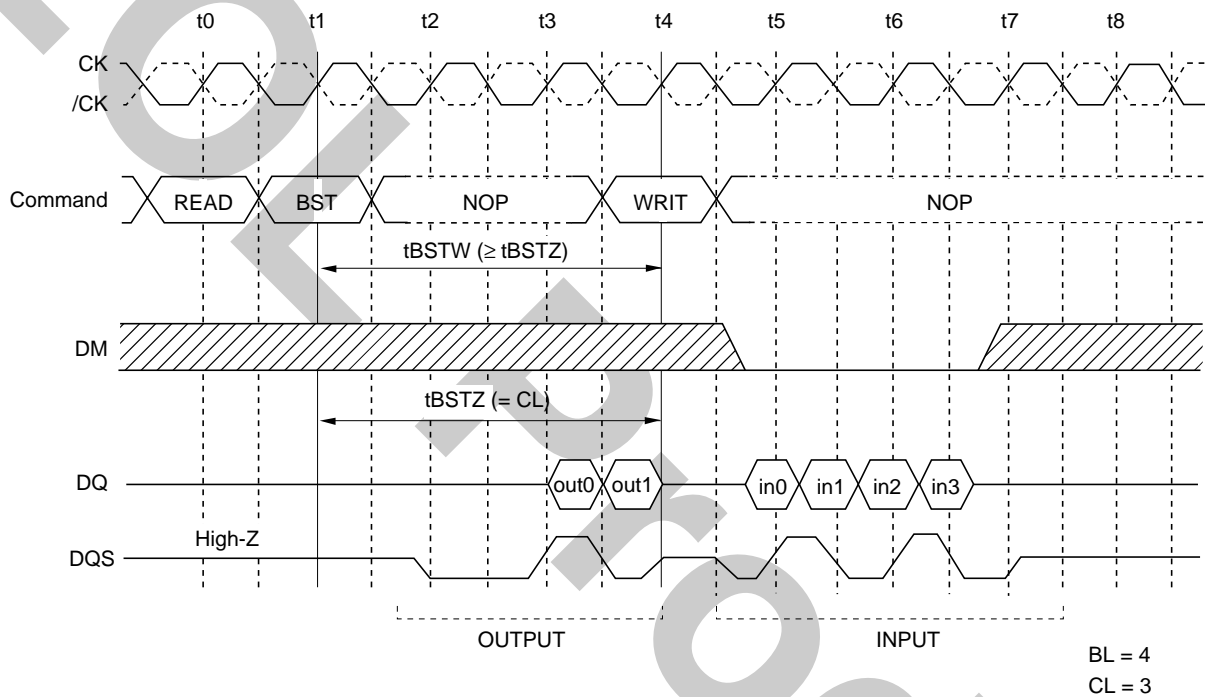 t0 t1 t2 t3 t4 t5 t6 t7 t8
CK
/CK
Command READ BST NOP WRIT NOP
tBSTW (≥ tBSTZ)
DM
tBSTZ (= CL)
DQ out0 out1 in0 in1 in2 in3
High-Z
DQS
OUTPUT INPUT
BL = 4
CL = 3